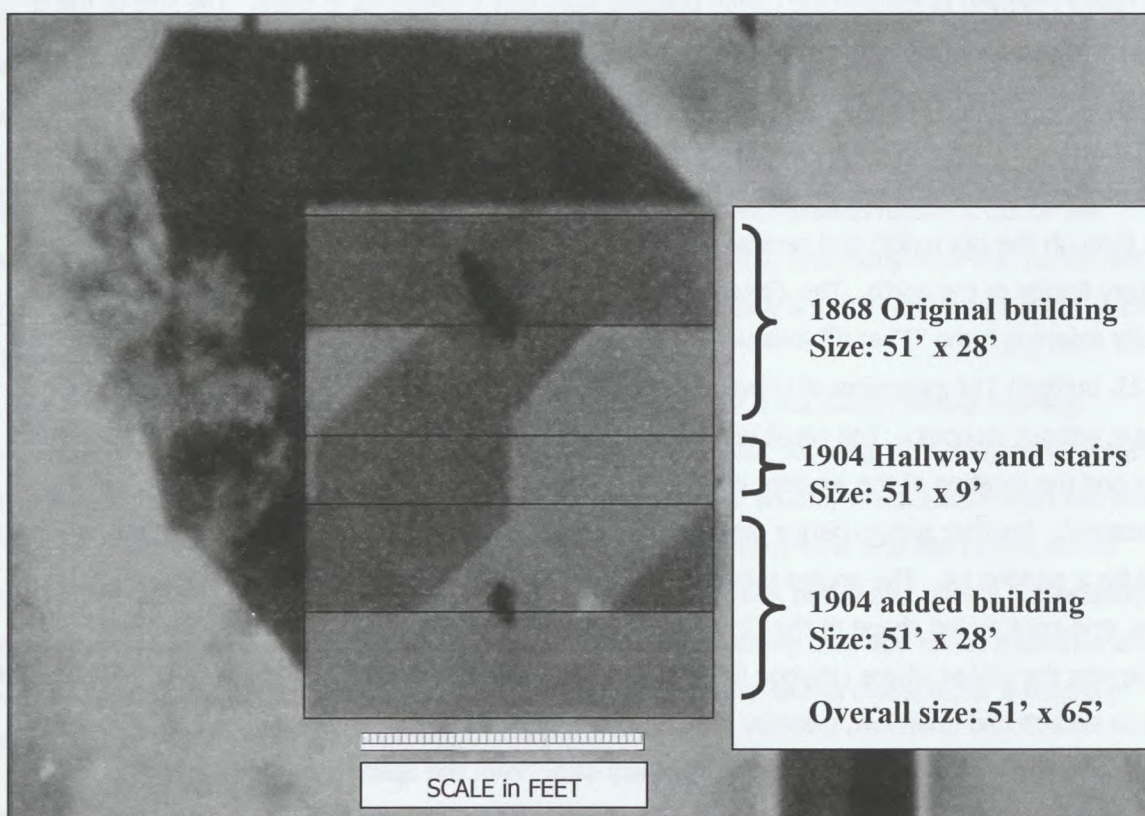 1868 Original building
Size: 51’ x 28’
1904 Hallway and stairs
Size: 51’ x 9’
1904 added building
Size: 51’ x 28’
Overall size: 51’ x 65’
SCALE in FEET